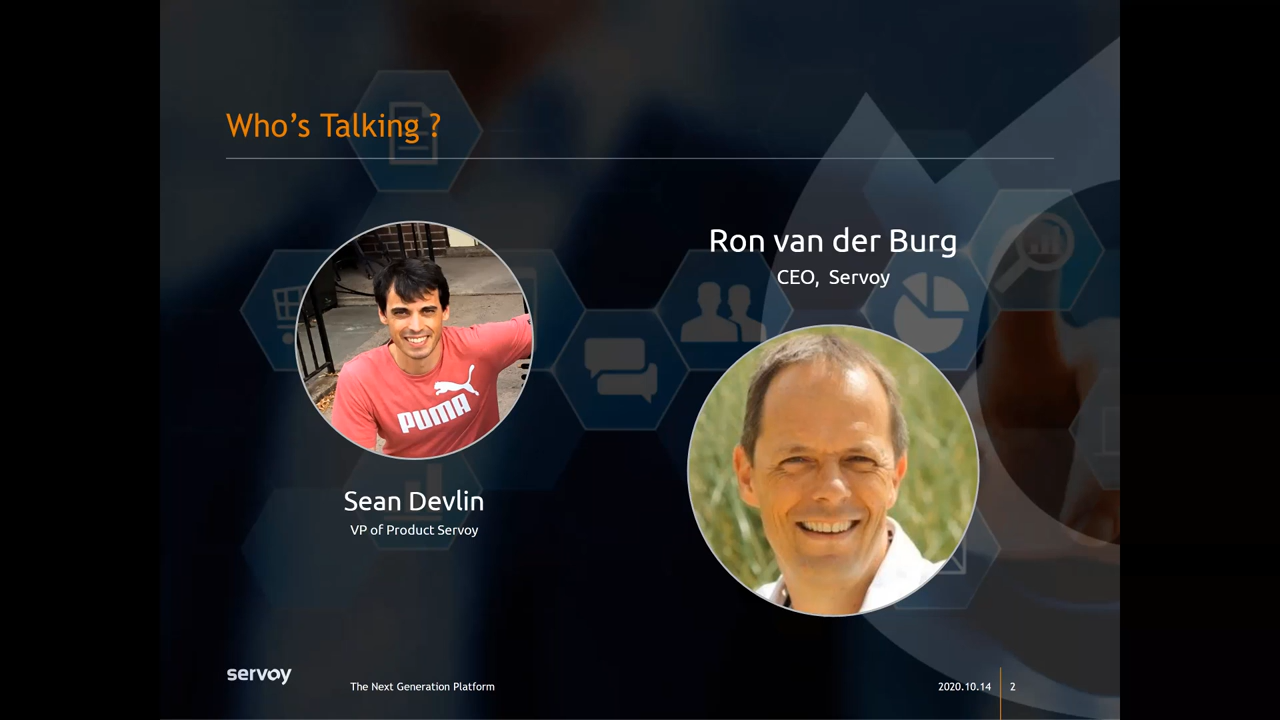 Who’s Talking ?
PUMA
Sean Devlin
VP of Product Servoy
Ron van der Burg
CEO, Servoy
servoy
The Next Generation Platform
2020.10.14
2